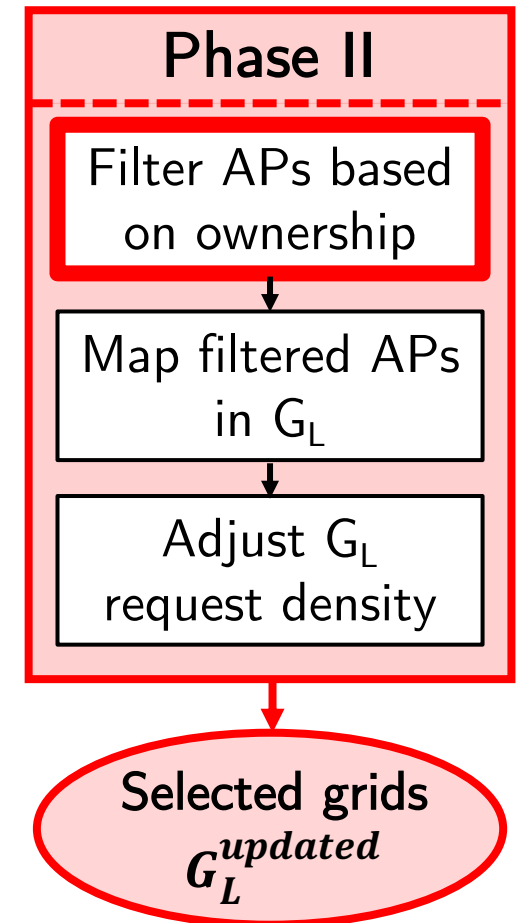 Phase II
Filter APs based
on ownership
Map filtered APs
in G_L
Adjust G_L
request density
Selected grids
G_L^{updated}